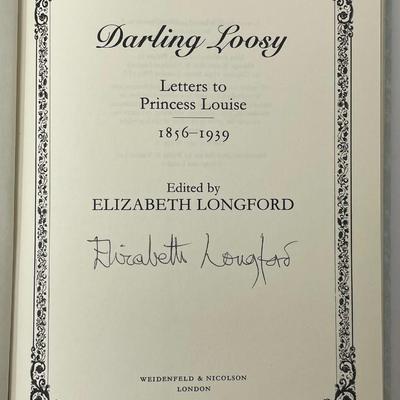 Darling Loosy
Letters to
Princess Louise
1856–1939
Edited by
ELIZABETH LONGFORD
Elizabeth Longford
WEIDENFELD & NICOLSON
LONDON